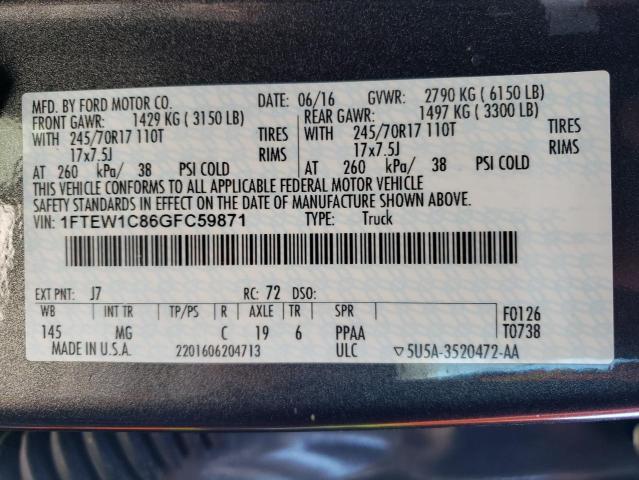 MFD. BY FORD MOTOR CO. DATE: 06/16 GVWR: 2790 KG ( 6150 LB)
FRONT GAWR: 1429 KG ( 3150 LB) REAR GAWR: 1497 KG ( 3300 LB)
WITH 245/70R17 110T TIRES WITH 245/70R17 110T TIRES
17x7.5J RIMS 17x7.5J RIMS
AT 260 kPa/ 38 PSI COLD AT 260 kPa/ 38 PSI COLD
THIS VEHICLE CONFORMS TO ALL APPLICABLE FEDERAL MOTOR VEHICLE
SAFETY STANDARDS IN EFFECT ON THE DATE OF MANUFACTURE SHOWN ABOVE.
VIN: 1FTEW1C86GFC59871 TYPE: Truck
EXT PNT: J7 RC: 72 DSO:
WB INT TR TP/PS R AXLE TR SPR F0126
145 MG C 19 6 PPAA T0738
MADE IN U.S.A. 2201606204713 ULC ▽5U5A-3520472-AA